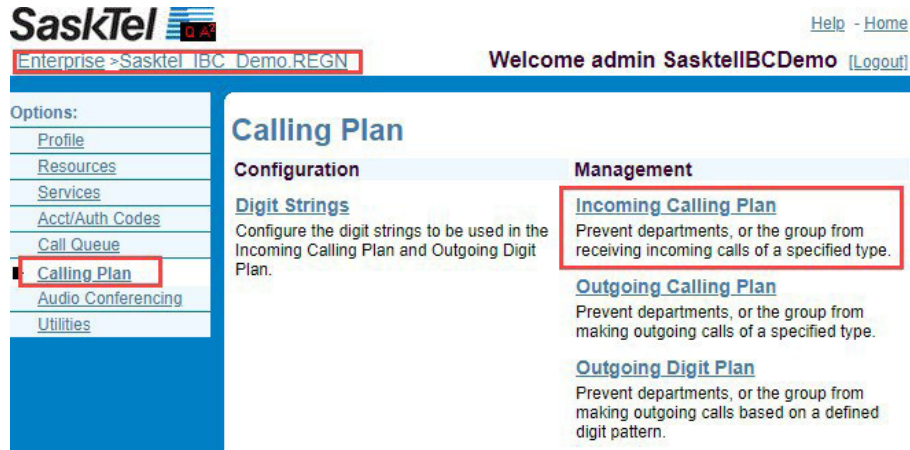 SaskTel QA²
Help - Home
Enterprise >Sasktel_IBC_Demo.REGN
Welcome admin SasktelIBCDemo [Logout]
Options:
Profile
Resources
Services
Acct/Auth Codes
Call Queue
Calling Plan
Audio Conferencing
Utilities
Calling Plan
Configuration
Digit Strings
Configure the digit strings to be used in the
Incoming Calling Plan and Outgoing Digit
Plan.
Management
Incoming Calling Plan
Prevent departments, or the group from
receiving incoming calls of a specified type.
Outgoing Calling Plan
Prevent departments, or the group from
making outgoing calls of a specified type.
Outgoing Digit Plan
Prevent departments, or the group from
making outgoing calls based on a defined
digit pattern.